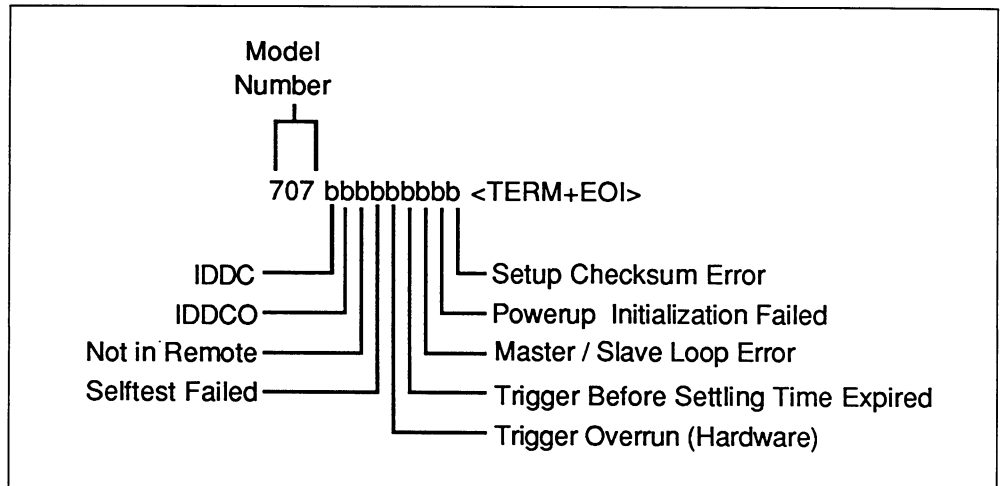 Model
Number
707 bbbbbbbbb <TERM+EOI>
IDDC
Setup Checksum Error
IDDCO
Powerup Initialization Failed
Not in Remote
Master / Slave Loop Error
Selftest Failed
Trigger Before Settling Time Expired
Trigger Overrun (Hardware)